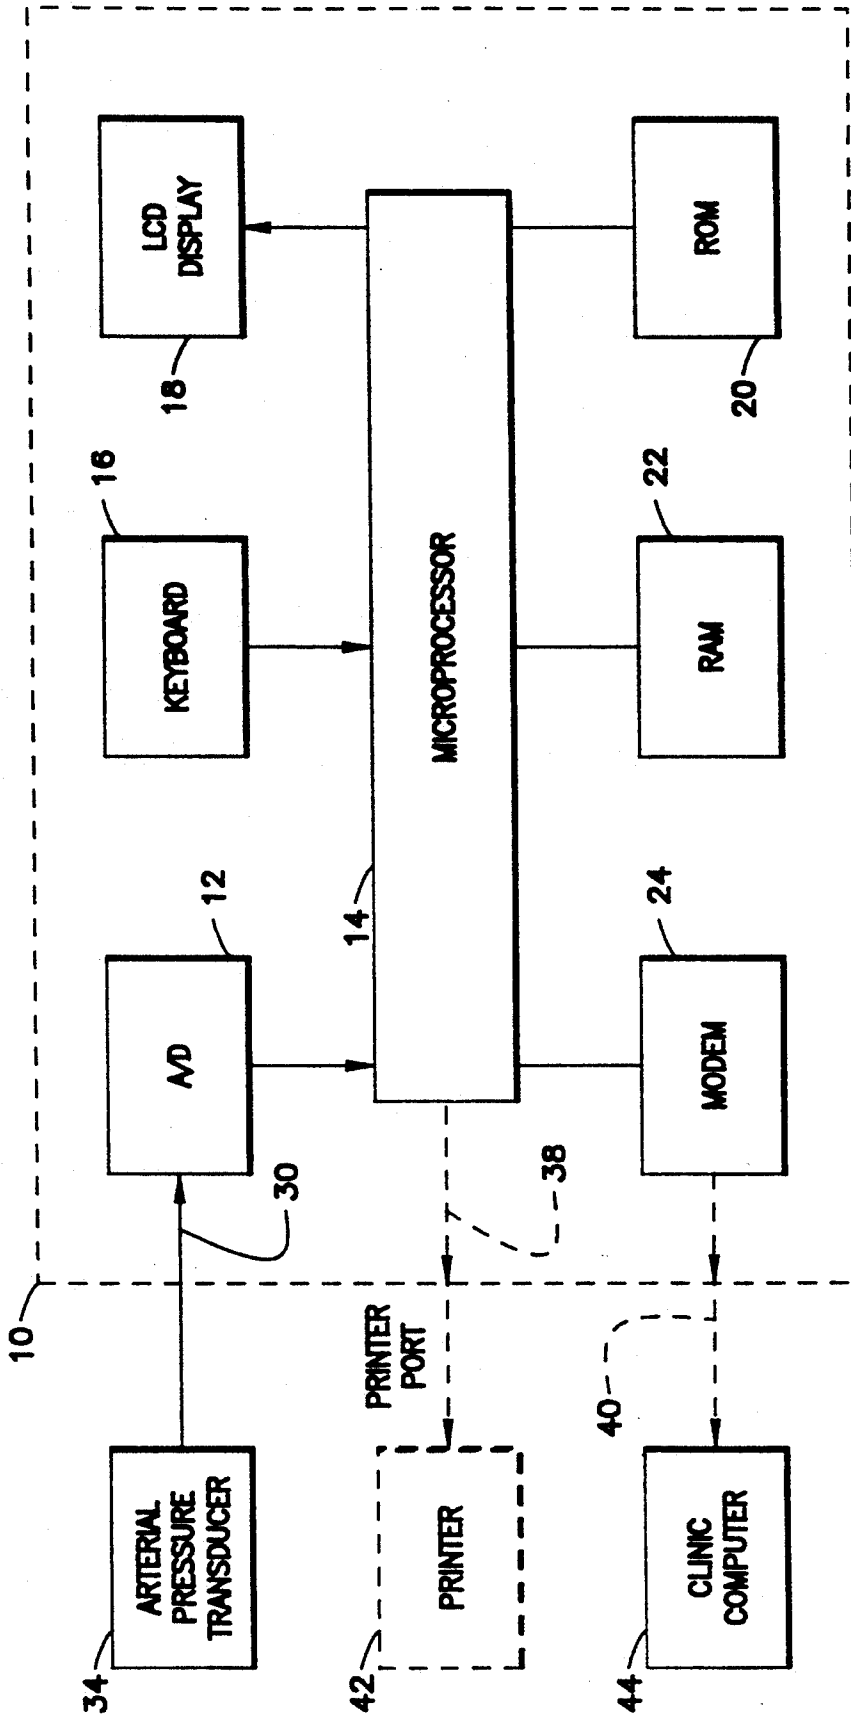 10
34
ARTERIAL
PRESSURE
TRANSDUCER
30
A/D
12
KEYBOARD
16
LCD
DISPLAY
18
42
PRINTER
PRINTER
PORT
38
14
MICROPROCESSOR
44
CLINIC
COMPUTER
40
MODEM
24
RAM
22
ROM
20